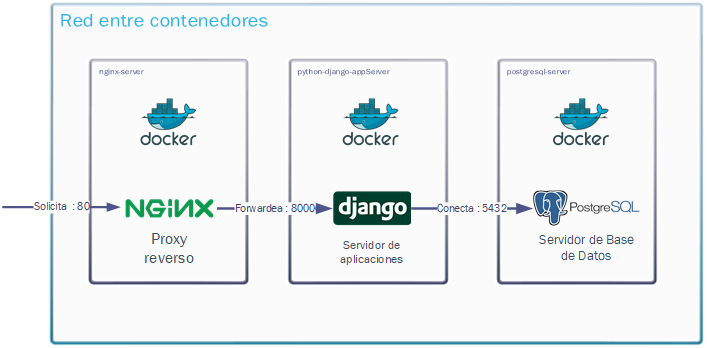 Red entre contenedores
nginx-server
python-django-appServer
postgresql-server
docker
docker
docker
Solicita : 80
NGINX
Forwardea : 8000
django
Conecta : 5432
PostgreSQL
Proxy
reverso
Servidor de
aplicaciones
Servidor de Base
de Datos